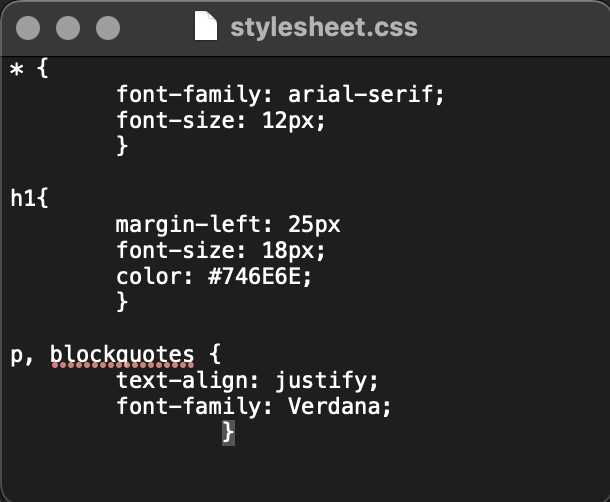 stylesheet.css
* {
font-family: arial-serif;
font-size: 12px;
}
h1{
margin-left: 25px
font-size: 18px;
color: #746E6E;
}
p, blockquotes {
text-align: justify;
font-family: Verdana;
}